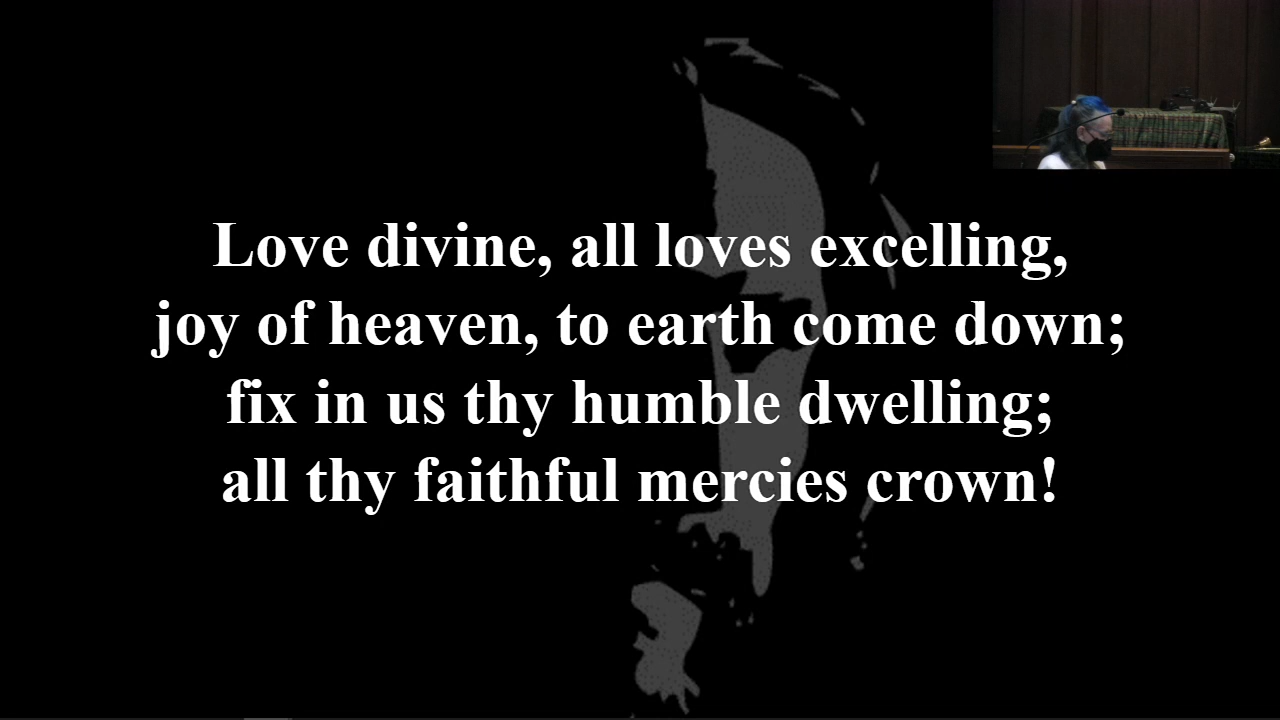 Love divine, all loves excelling,
joy of heaven, to earth come down;
fix in us thy humble dwelling;
all thy faithful mercies crown!